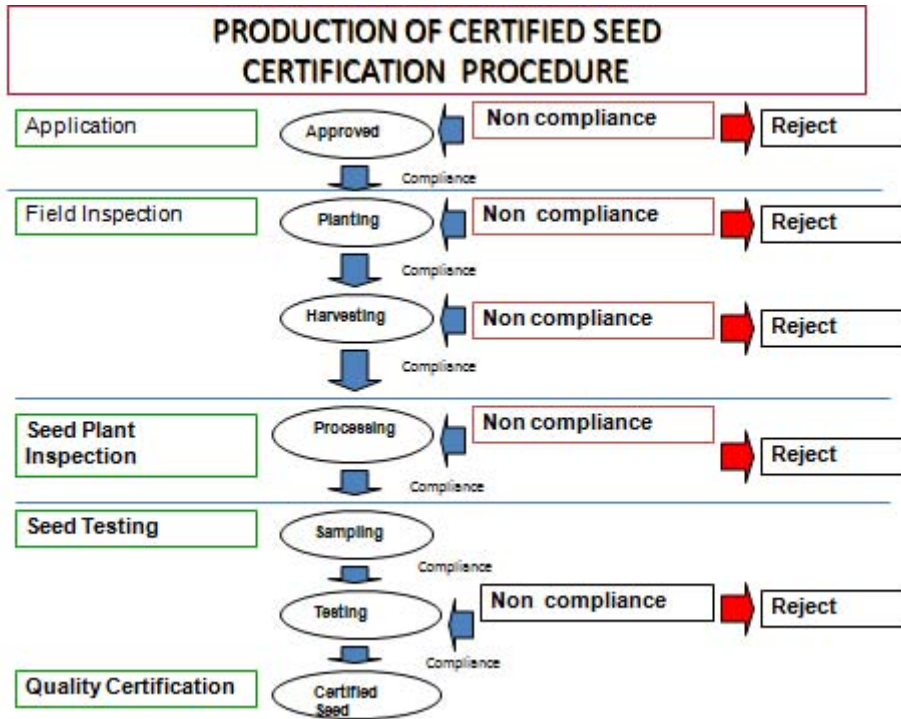 PRODUCTION OF CERTIFIED SEED
CERTIFICATION PROCEDURE
Application
Approved
Non compliance
Reject
Compliance
Field Inspection
Planting
Non compliance
Reject
Compliance
Harvesting
Non compliance
Reject
Compliance
Seed Plant
Inspection
Processing
Non compliance
Reject
Compliance
Seed Testing
Sampling
Compliance
Testing
Non compliance
Reject
Compliance
Quality Certification
Certified
Seed